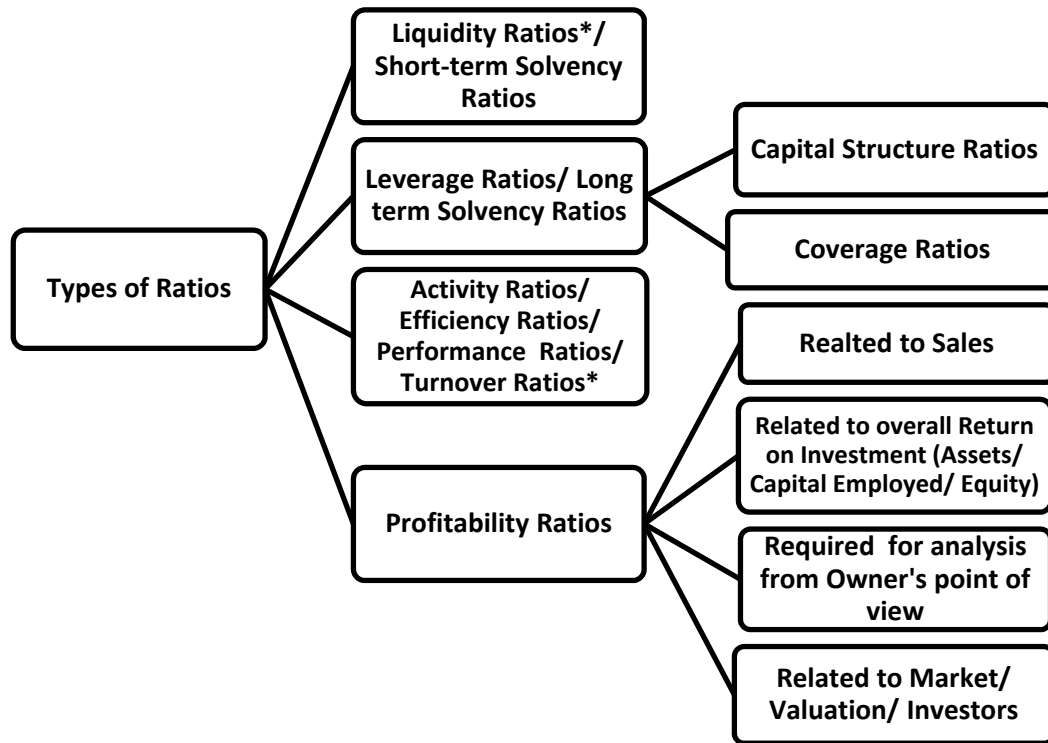 Types of Ratios
Liquidity Ratios*/
Short-term Solvency
Ratios
Leverage Ratios/ Long
term Solvency Ratios
Capital Structure Ratios
Coverage Ratios
Activity Ratios/
Efficiency Ratios/
Performance Ratios/
Turnover Ratios*
Profitability Ratios
Realted to Sales
Related to overall Return
on Investment (Assets/
Capital Employed/ Equity)
Required for analysis
from Owner's point of
view
Related to Market/
Valuation/ Investors